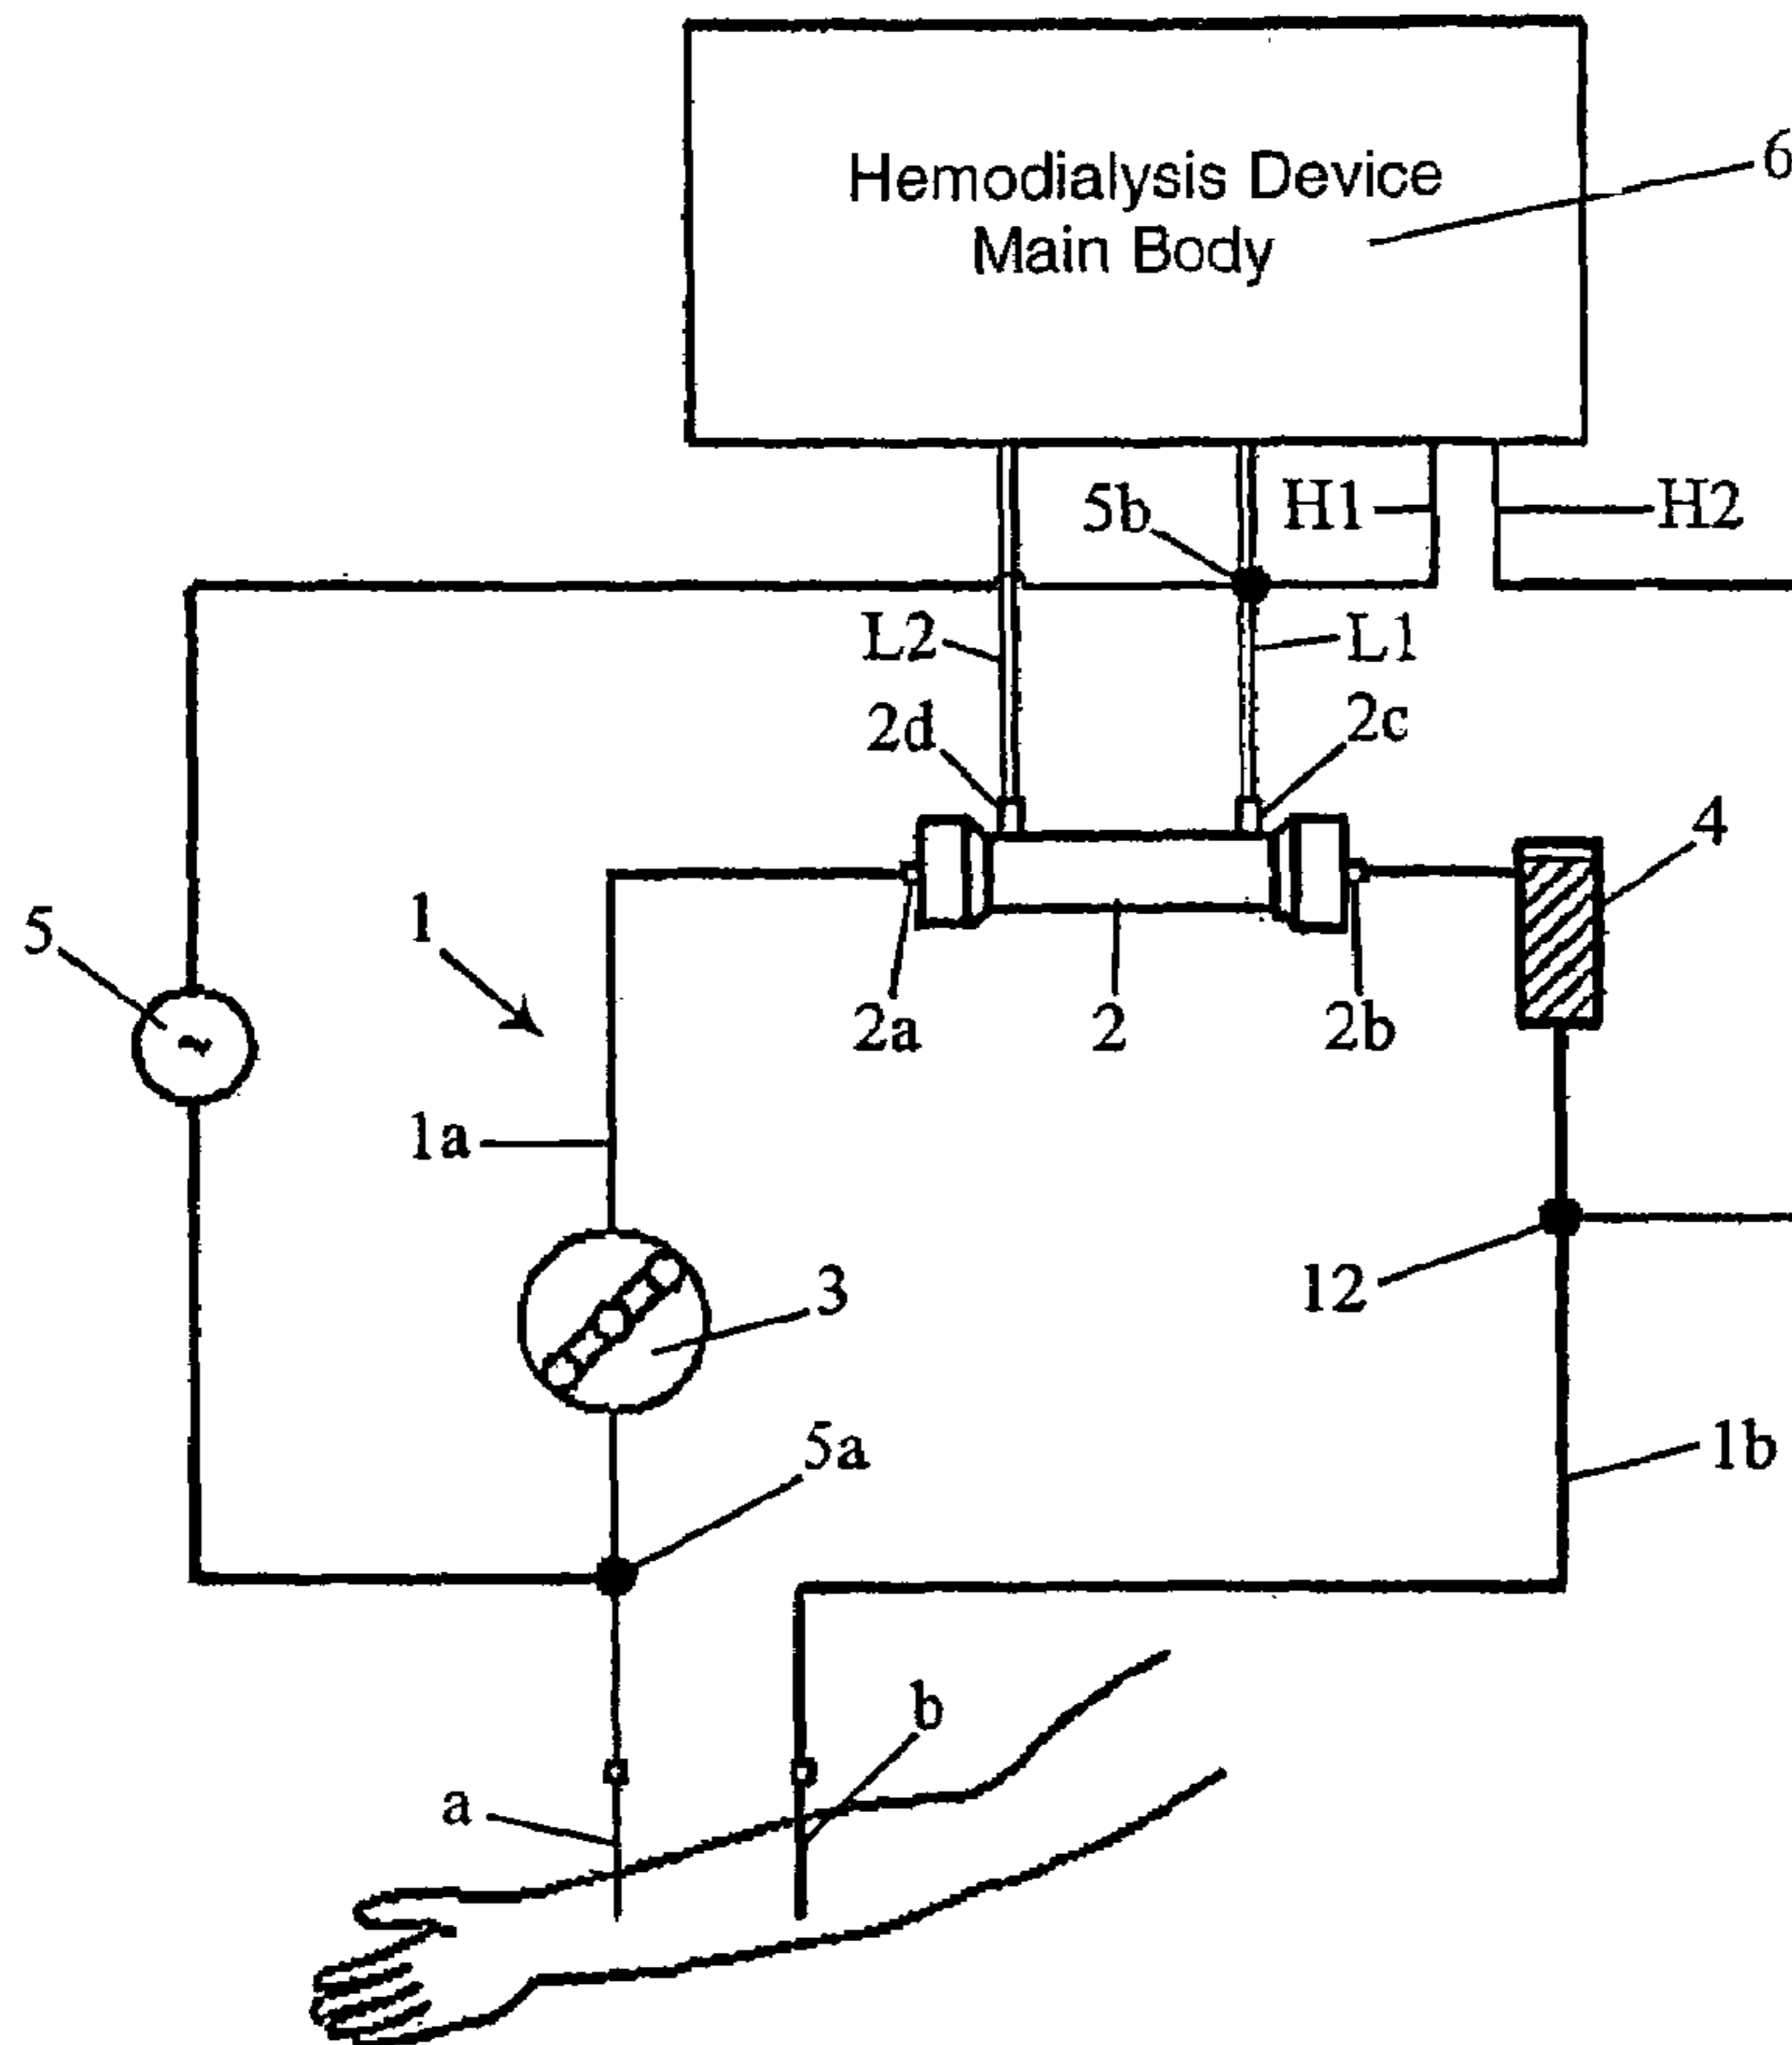 Hemodialysis Device
Main Body
6
5b
H1
H2
L2
L1
2d
2c
4
5
1
2a
2
2b
1a
3
12
5a
1b
b
a